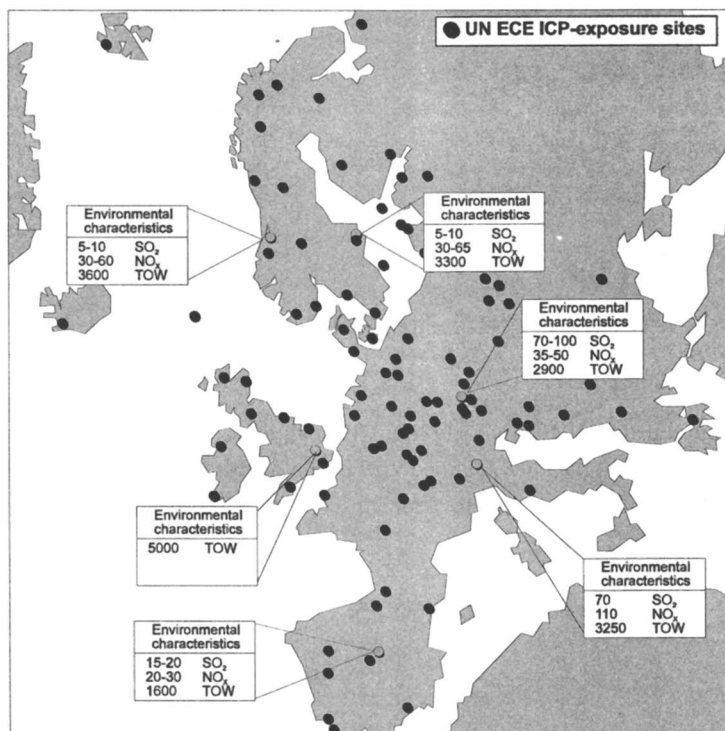 UN ECE ICP-exposure sites
Environmental
characteristics
5-10 SO₂
30-60 NOₓ
3600 TOW
Environmental
characteristics
5-10 SO₂
30-65 NOₓ
3300 TOW
Environmental
characteristics
70-100 SO₂
35-50 NOₓ
2900 TOW
Environmental
characteristics
5000 TOW
Environmental
characteristics
70 SO₂
110 NOₓ
3250 TOW
Environmental
characteristics
15-20 SO₂
20-30 NOₓ
1600 TOW